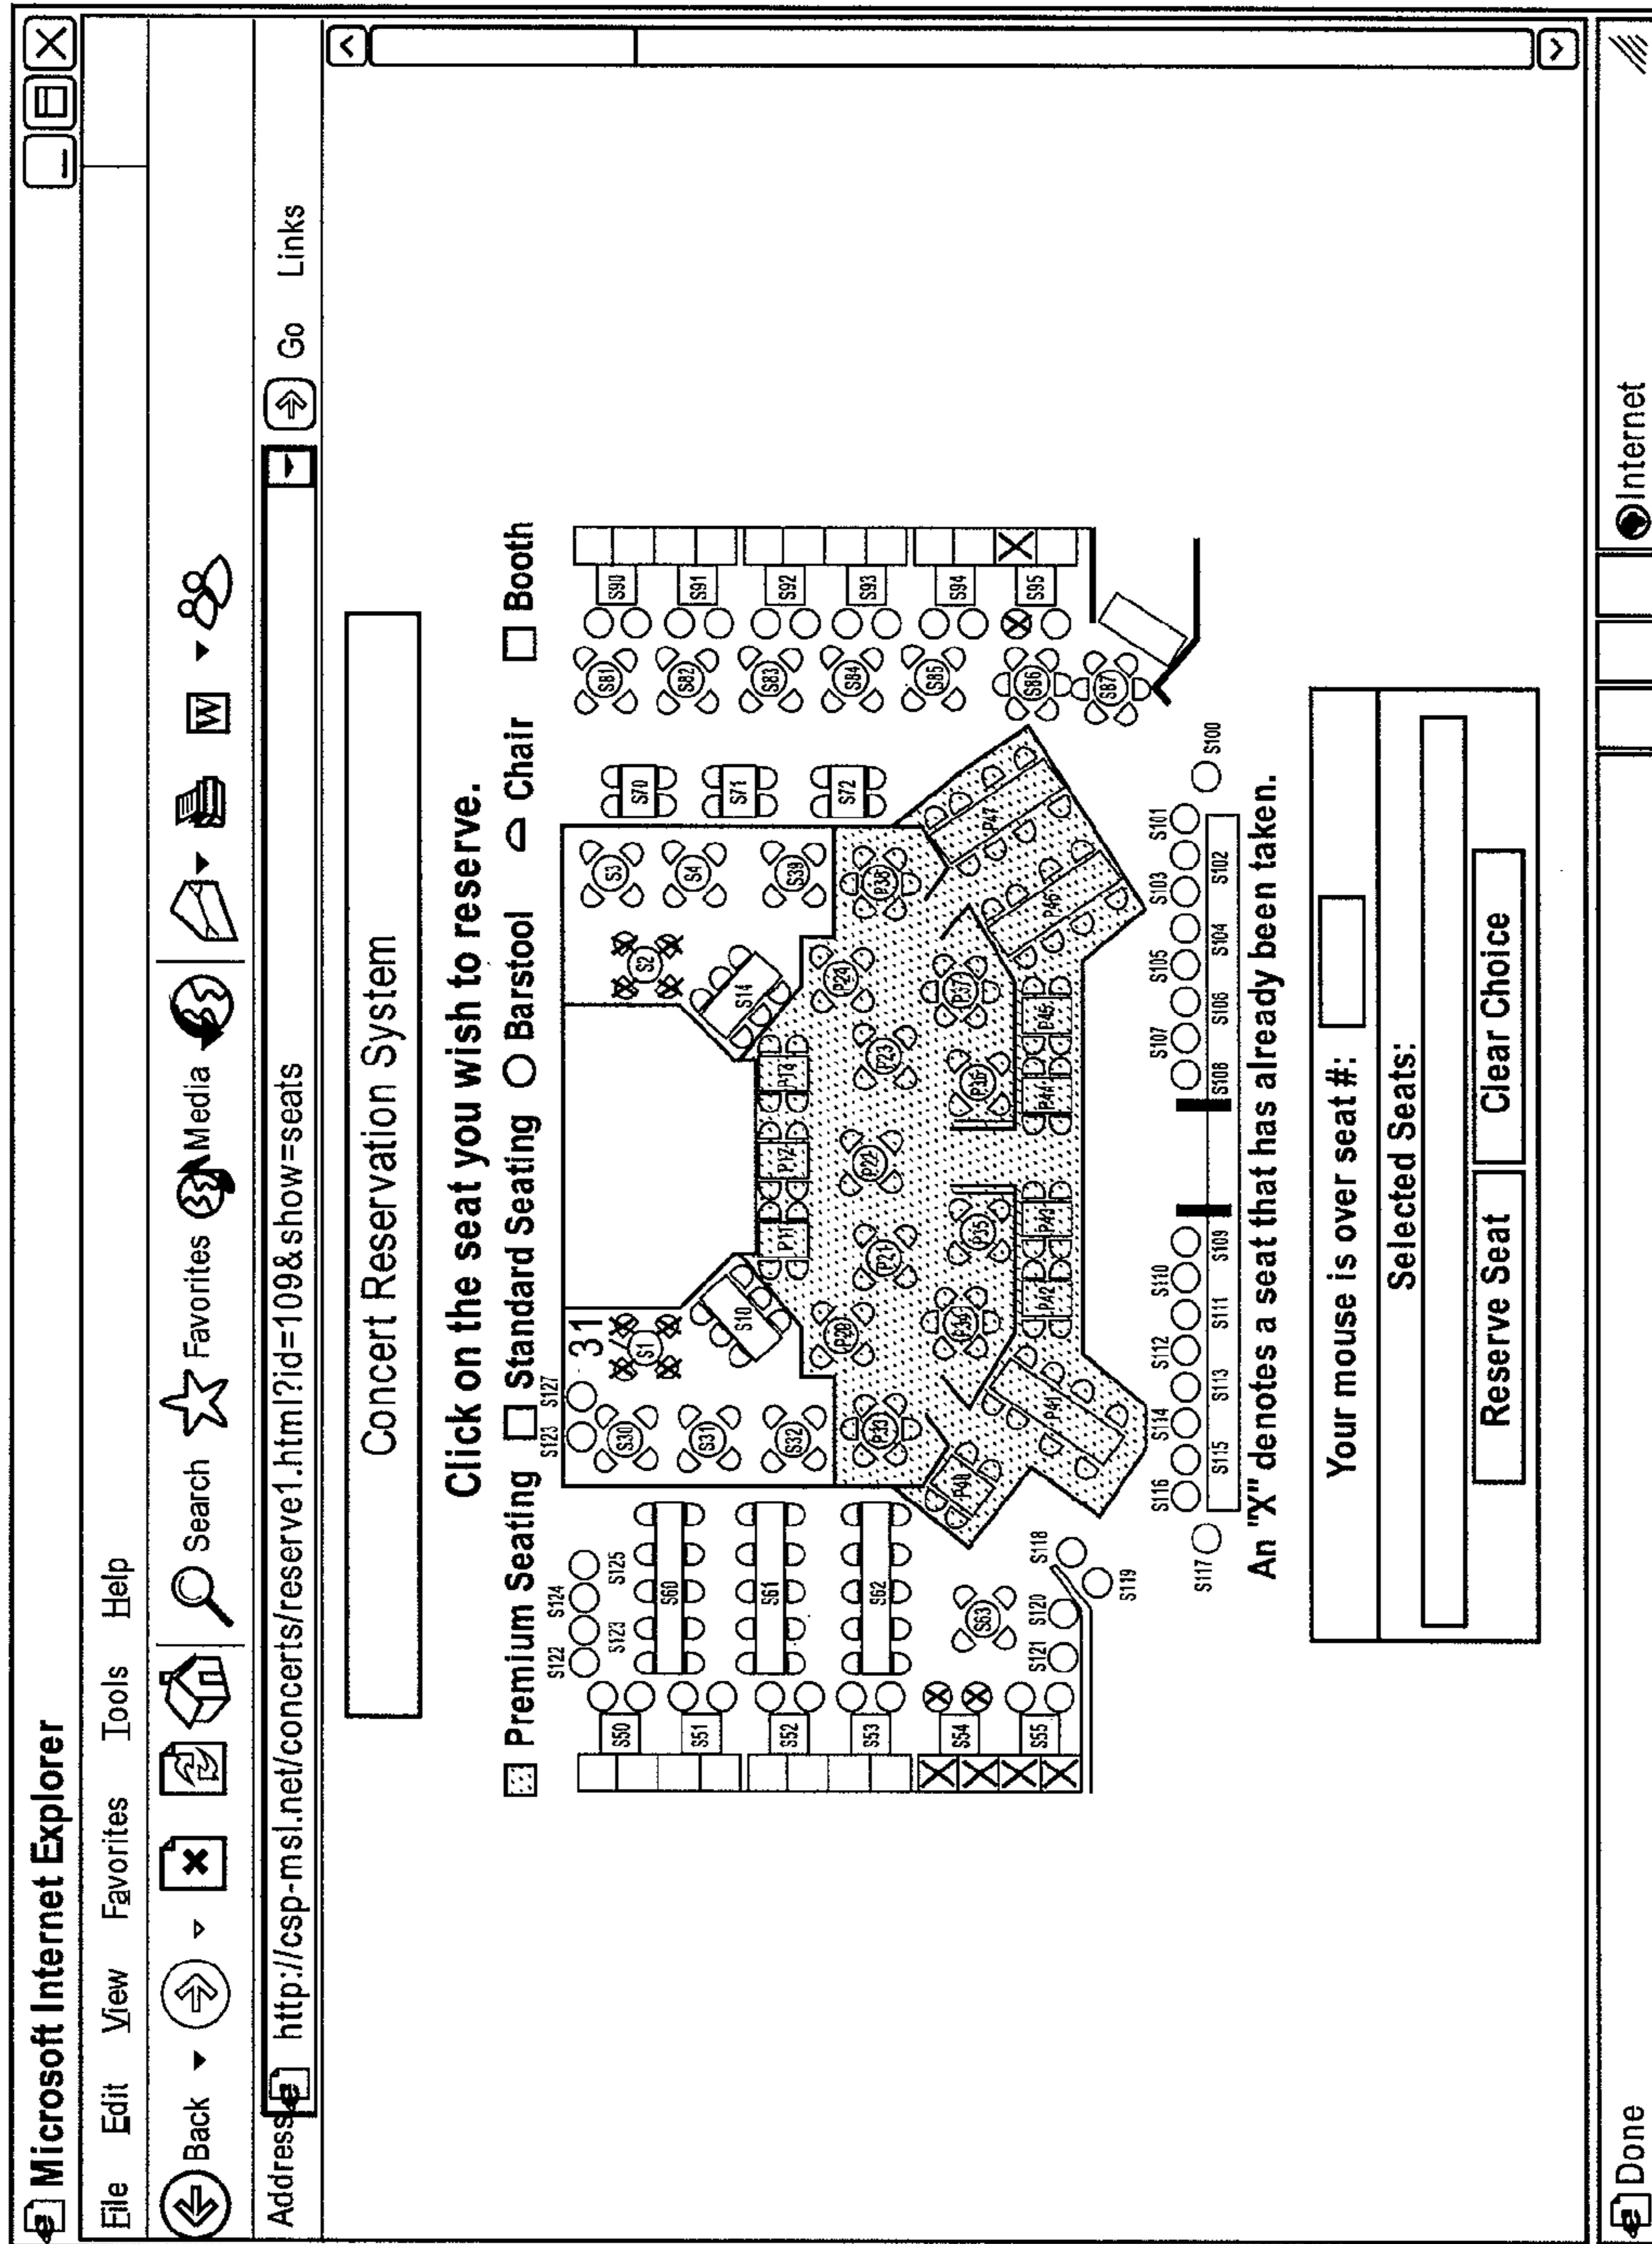 Microsoft Internet Explorer
File Edit View Favorites Tools Help
Back Search Favorites Media W
Address http://csp-msl.net/concerts/reserve1.html?id=109&show=seats Go Links
Concert Reservation System
Click on the seat you wish to reserve.
Premium Seating Standard Seating Barstool Chair Booth
S122 S124 S123 S127
S123 S125
31
S50 S60 S30 S1 S2 S3 S70 S81 S90
S51 S61 S31 S10 S14 S4 S71 S82 S91
S52 S62 S32 P11 P12 P14 S39 S72 S83 S92
S53 P33 P20 P21 P22 P23 P24 P38 S84 S93
S54 S63 P40 P39 P35 P36 P37 P47 S85 S94
S55 P41 P42 P43 P44 P45 P46 S86 S95
S87
S121 S120 S118
S119
S116 S114 S112 S110 S107 S105 S103 S101
S117 S115 S113 S111 S109 S108 S106 S104 S102 S100
An "X" denotes a seat that has already been taken.
Your mouse is over seat #:
Selected Seats:
Reserve Seat Clear Choice
Done Internet